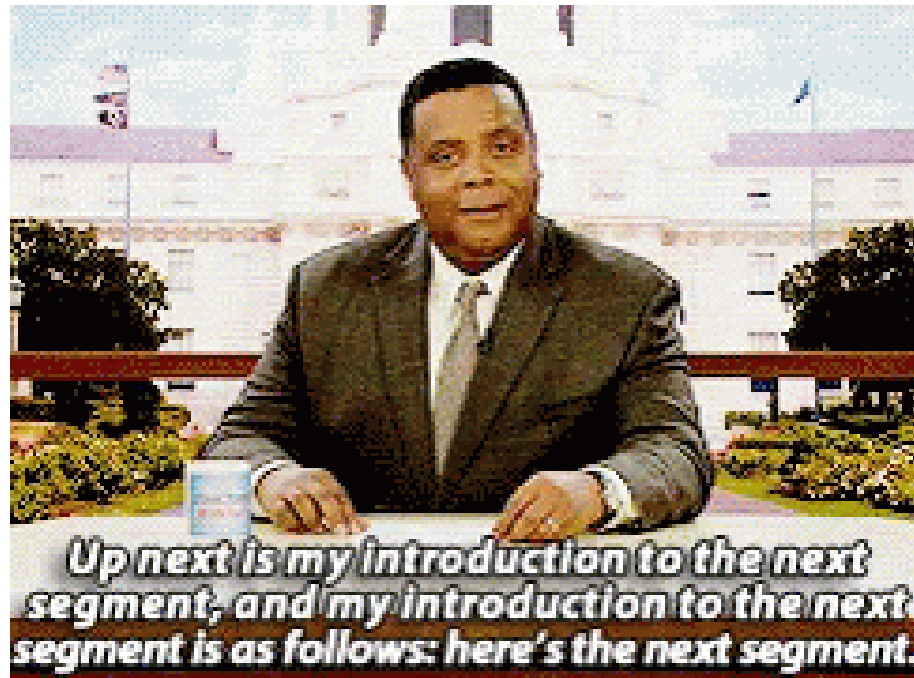 Up next is my introduction to the next
segment, and my introduction to the next
segment is as follows: here's the next segment.